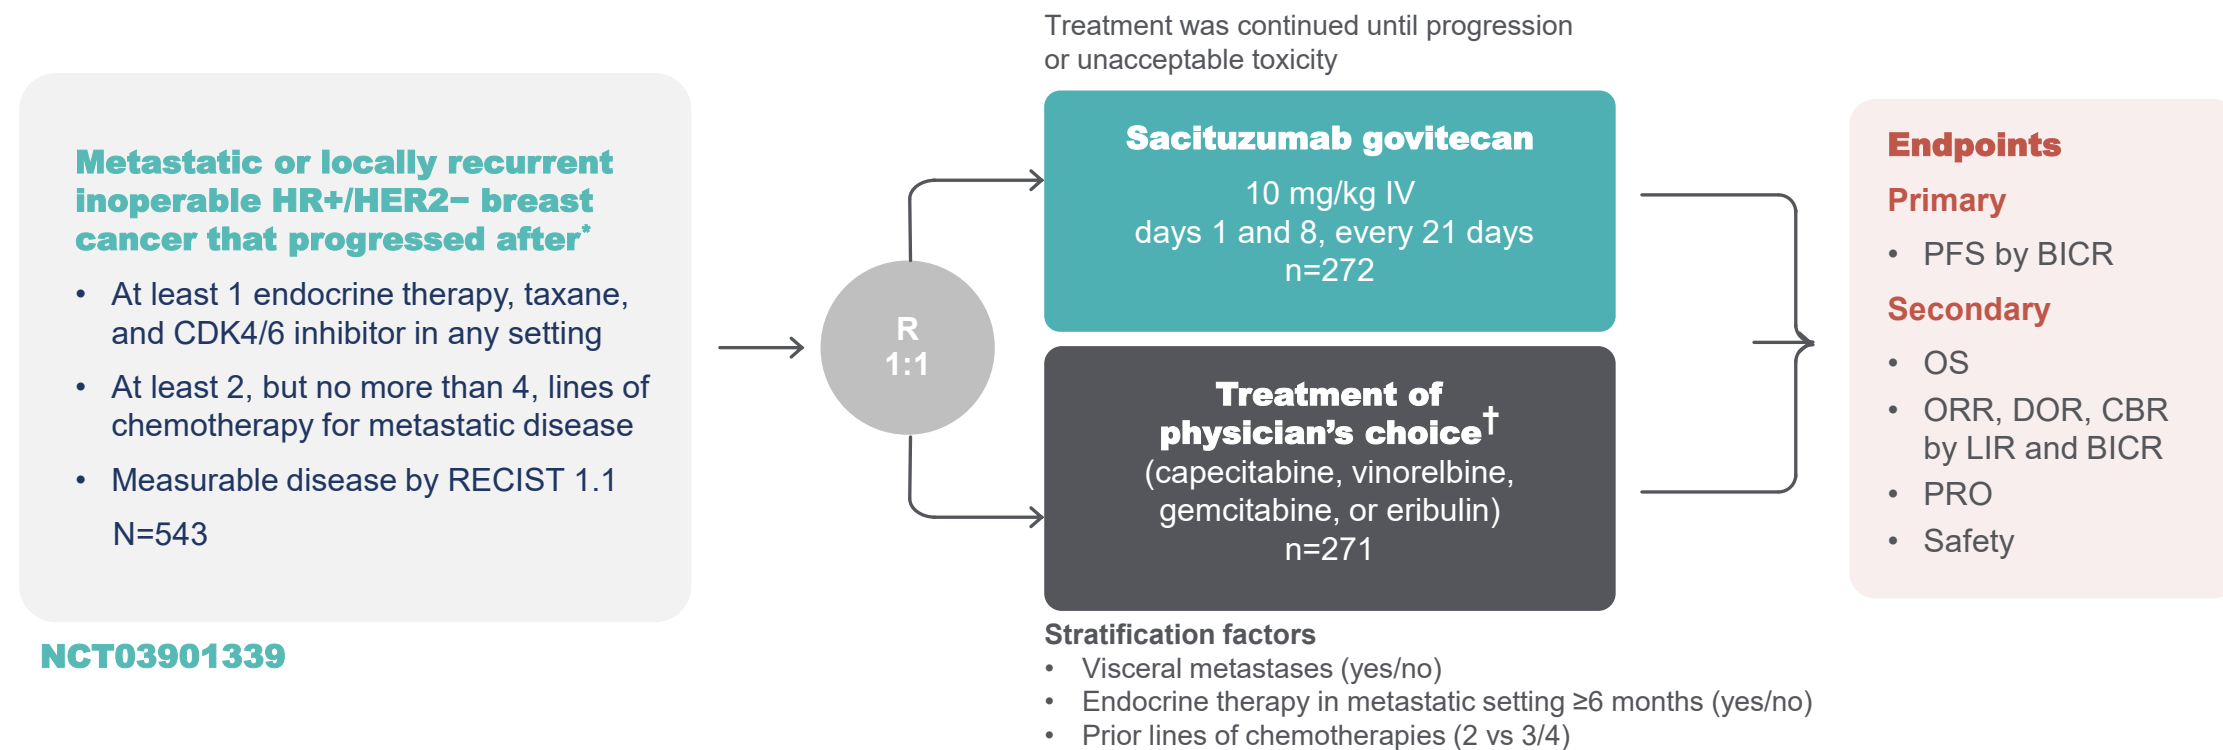 Treatment was continued until progression
or unacceptable toxicity
Metastatic or locally recurrent
inoperable HR+/HER2− breast
cancer that progressed after*
• At least 1 endocrine therapy, taxane,
and CDK4/6 inhibitor in any setting
• At least 2, but no more than 4, lines of
chemotherapy for metastatic disease
• Measurable disease by RECIST 1.1
N=543
NCT03901339
R
1:1
Sacituzumab govitecan
10 mg/kg IV
days 1 and 8, every 21 days
n=272
Treatment of
physician’s choice†
(capecitabine, vinorelbine,
gemcitabine, or eribulin)
n=271
Stratification factors
• Visceral metastases (yes/no)
• Endocrine therapy in metastatic setting ≥6 months (yes/no)
• Prior lines of chemotherapies (2 vs 3/4)
Endpoints
Primary
• PFS by BICR
Secondary
• OS
• ORR, DOR, CBR
by LIR and BICR
• PRO
• Safety